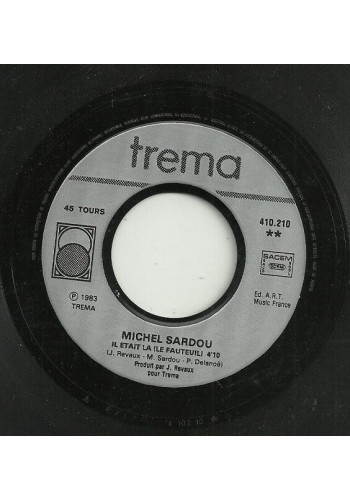 trema
45 TOURS
410.210
**
SACEM
℗ 1983
TREMA
Ed. A.R.T.
Music France
MICHEL SARDOU
IL ETAIT LA (LE FAUTEUIL) 4'10
(J. Revaux - M. Sardou - P. Delanoë)
Produit par J. Revaux
pour Trema